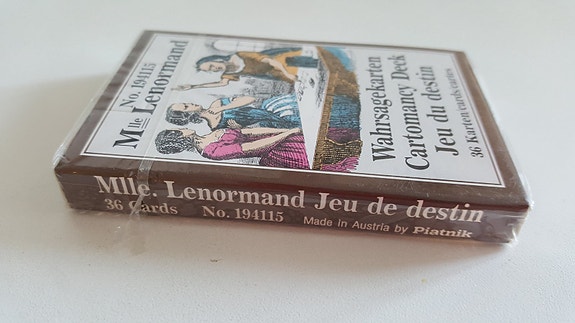 Mlle Lenormand
No. 194115
Wahrsagekarten
Cartomancy Deck
Jeu du destin
36 Karten/cards/cartes
Mlle. Lenormand Jeu de destin
36 Cards No. 194115 Made in Austria by Piatnik